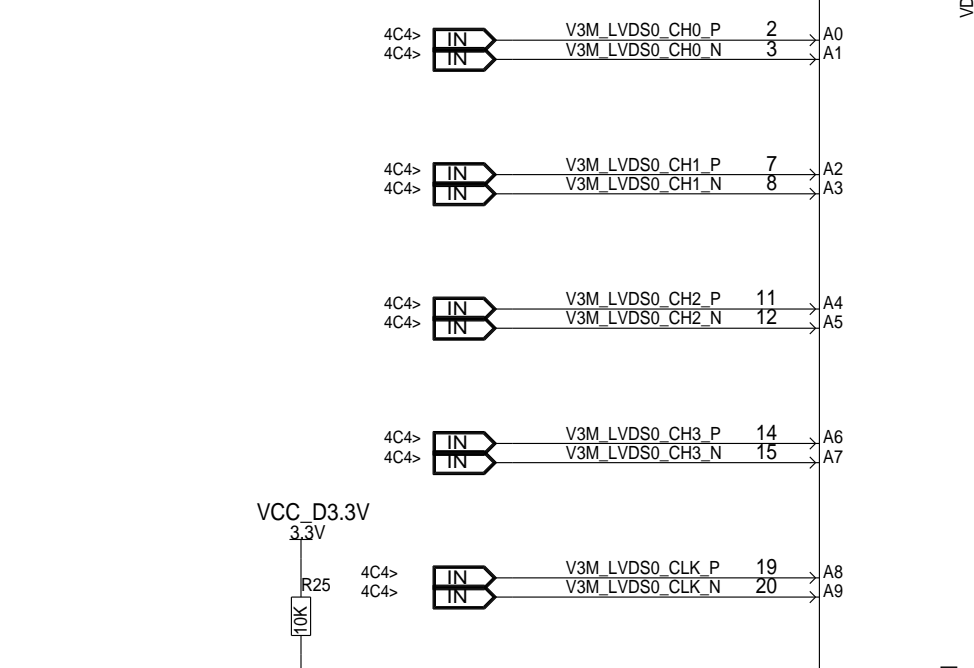 VD
4C4> IN V3M_LVDS0_CH0_P 2 A0
4C4> IN V3M_LVDS0_CH0_N 3 A1
4C4> IN V3M_LVDS0_CH1_P 7 A2
4C4> IN V3M_LVDS0_CH1_N 8 A3
4C4> IN V3M_LVDS0_CH2_P 11 A4
4C4> IN V3M_LVDS0_CH2_N 12 A5
4C4> IN V3M_LVDS0_CH3_P 14 A6
4C4> IN V3M_LVDS0_CH3_N 15 A7
VCC_D3.3V
3.3V
4C4> IN V3M_LVDS0_CLK_P 19 A8
R25 4C4> IN V3M_LVDS0_CLK_N 20 A9
10K